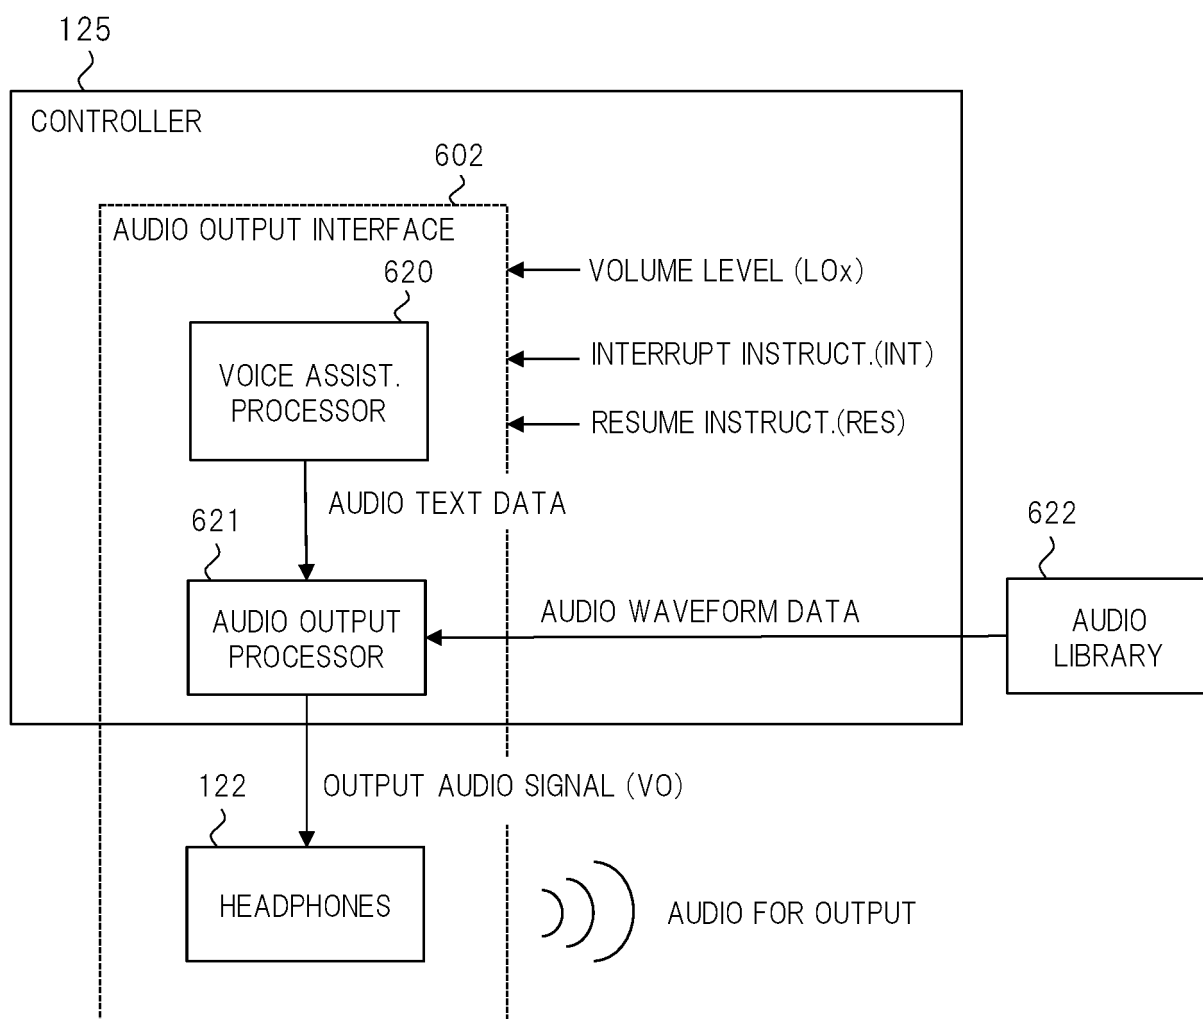 125
CONTROLLER
602
AUDIO OUTPUT INTERFACE
620
VOLUME LEVEL (LOx)
VOICE ASSIST.
PROCESSOR
INTERRUPT INSTRUCT.(INT)
RESUME INSTRUCT.(RES)
AUDIO TEXT DATA
621
622
AUDIO OUTPUT
PROCESSOR
AUDIO WAVEFORM DATA
AUDIO
LIBRARY
122
OUTPUT AUDIO SIGNAL (VO)
HEADPHONES
AUDIO FOR OUTPUT